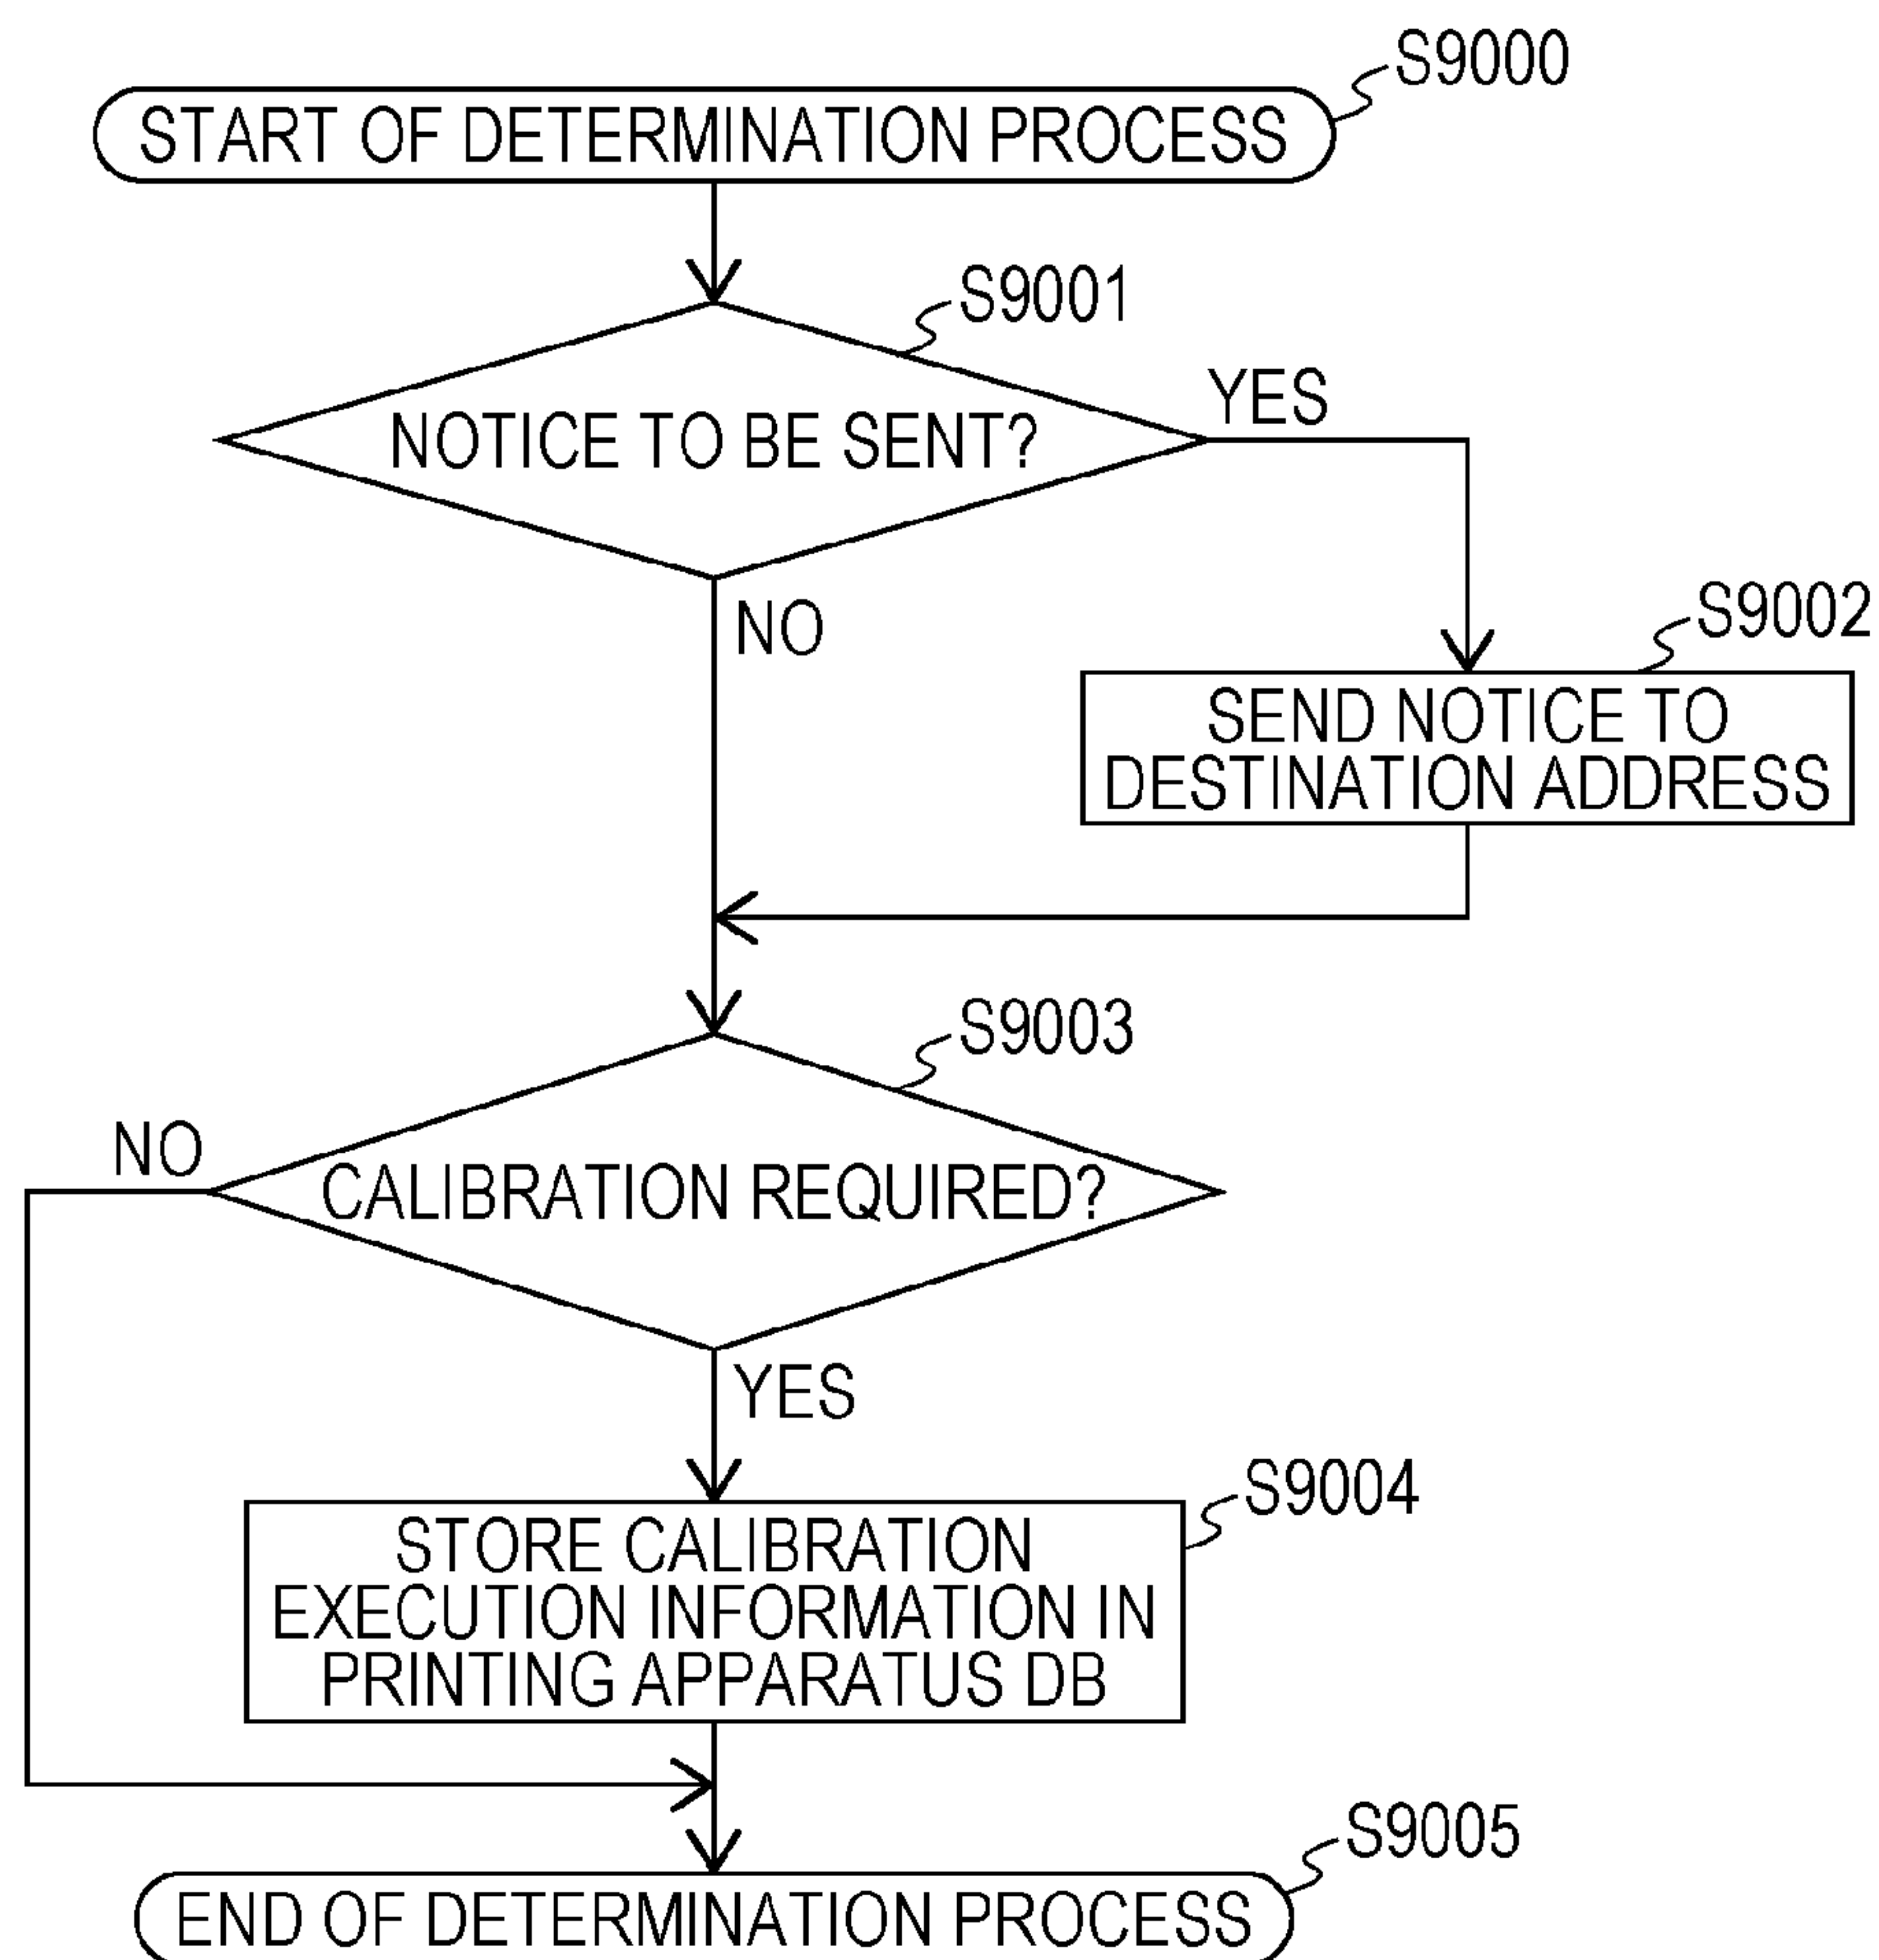 S9000
START OF DETERMINATION PROCESS
S9001
YES
NOTICE TO BE SENT?
NO
S9002
SEND NOTICE TO
DESTINATION ADDRESS
S9003
NO
CALIBRATION REQUIRED?
YES
S9004
STORE CALIBRATION
EXECUTION INFORMATION IN
PRINTING APPARATUS DB
S9005
END OF DETERMINATION PROCESS